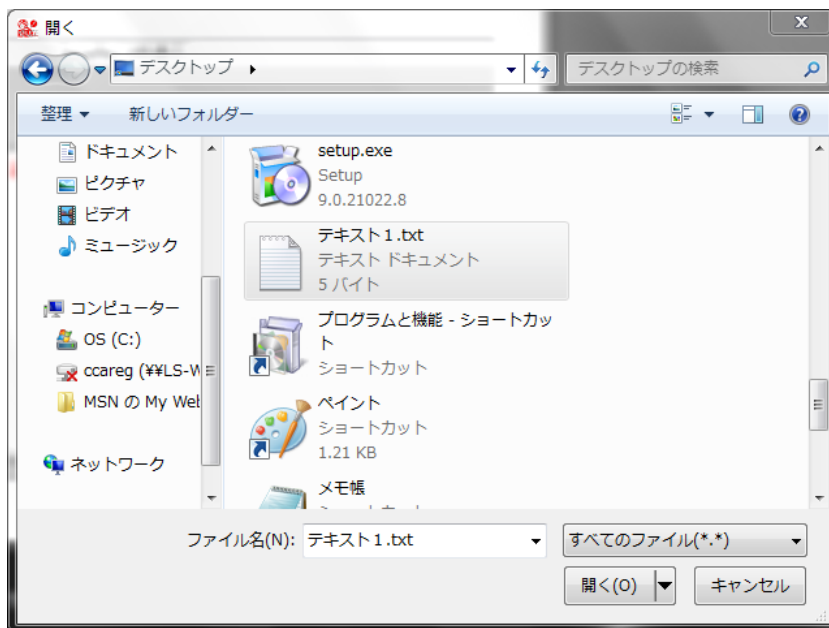 開く
デスクトップ
デスクトップの検索
整理
新しいフォルダー
ドキュメント
ピクチャ
ビデオ
ミュージック
コンピューター
OS (C:)
ccareg (¥¥LS-W
MSN の My Web
ネットワーク
setup.exe
Setup
9.0.21022.8
テキスト1.txt
テキスト ドキュメント
5 バイト
プログラムと機能 - ショートカッ
ト
ショートカット
ペイント
ショートカット
1.21 KB
メモ帳
ファイル名(N):
テキスト1.txt
すべてのファイル(*.*)
開く(O)
キャンセル